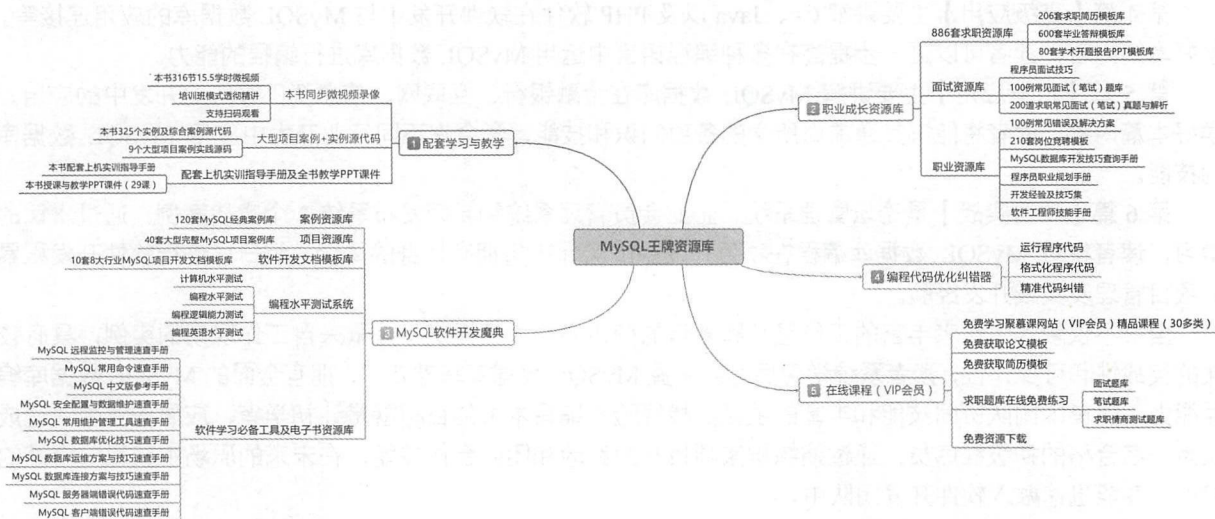 MySQL王牌资源库
1 配套学习与教学
本书同步微视频录像
本书316节15.5学时微视频
培训班模式透彻精讲
支持扫码观看
大型项目案例+实例源代码
本书325个实例及综合案例源代码
9个大型项目案例实践源码
配套上机实训指导手册及全书教学PPT课件
本书配套上机实训指导手册
本书授课与教学PPT课件（29课）
2 职业成长资源库
886套求职资源库
206套求职简历模板库
600套毕业答辩模板库
80套学术开题报告PPT模板库
面试资源库
程序员面试技巧
100例常见面试（笔试）题库
200道求职常见面试（笔试）真题与解析
100例常见错误及解决方案
职业资源库
210套岗位竞聘模板
MySQL数据库开发技巧查询手册
程序员职业规划手册
开发经验及技巧集
软件工程师技能手册
3 MySQL软件开发魔典
案例资源库
120套MySQL经典案例库
项目资源库
40套大型完整MySQL项目案例库
软件开发文档模板库
10套8大行业MySQL项目开发文档模板库
编程水平测试系统
计算机水平测试
编程水平测试
编程逻辑能力测试
编程英语水平测试
软件学习必备工具及电子书资源库
MySQL 远程监控与管理速查手册
MySQL 常用命令速查手册
MySQL 中文版参考手册
MySQL 安全配置与数据维护速查手册
MySQL 常用维护管理工具速查手册
MySQL 数据库优化技巧速查手册
MySQL 数据库运维方案与技巧速查手册
MySQL 数据库连接方案与技巧速查手册
MySQL 服务器端错误代码速查手册
MySQL 客户端错误代码速查手册
4 编程代码优化纠错器
运行程序代码
格式化程序代码
精准代码纠错
5 在线课程（VIP会员）
免费学习聚慕课网站（VIP会员）精品课程（30多类）
免费获取论文模板
免费获取简历模板
求职题库在线免费练习
面试题库
笔试题库
求职情商测试题库
免费资源下载